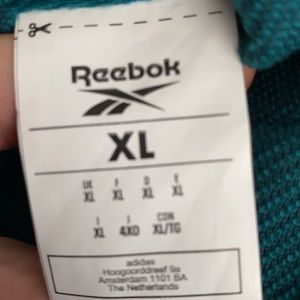 Reebok
XL
UK F D E
XL XL XL XL
I J CDN
XL 4XO XL/TG
adidas
Hoogoorddreef 9a
Amsterdam 1101 BA
The Netherlands